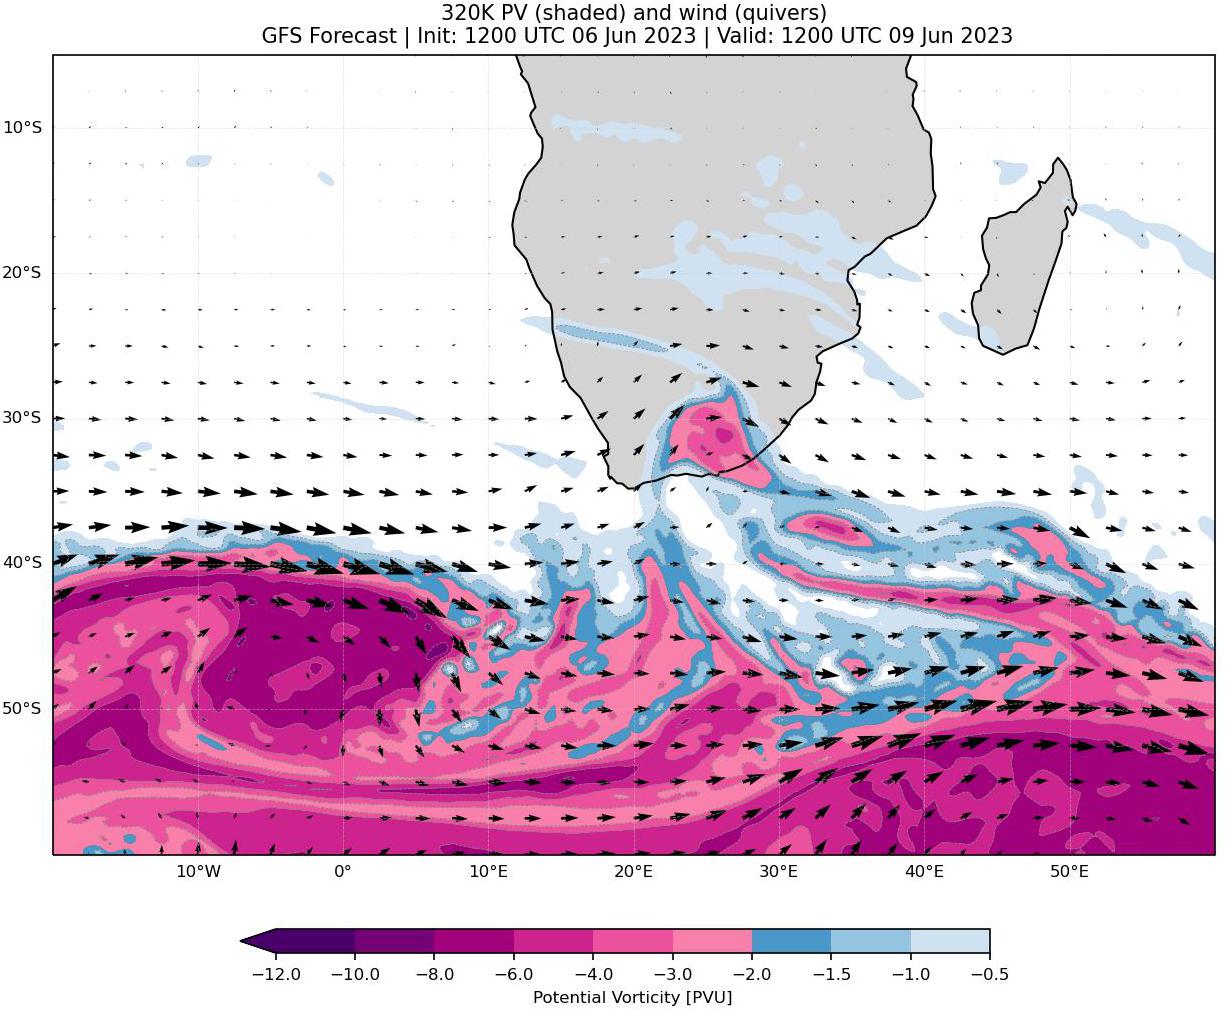 320K PV (shaded) and wind (quivers)
GFS Forecast | Init: 1200 UTC 06 Jun 2023 | Valid: 1200 UTC 09 Jun 2023
10°S
20°S
30°S
40°S
50°S
10°W 0° 10°E 20°E 30°E 40°E 50°E
−12.0 −10.0 −8.0 −6.0 −4.0 −3.0 −2.0 −1.5 −1.0 −0.5
Potential Vorticity [PVU]